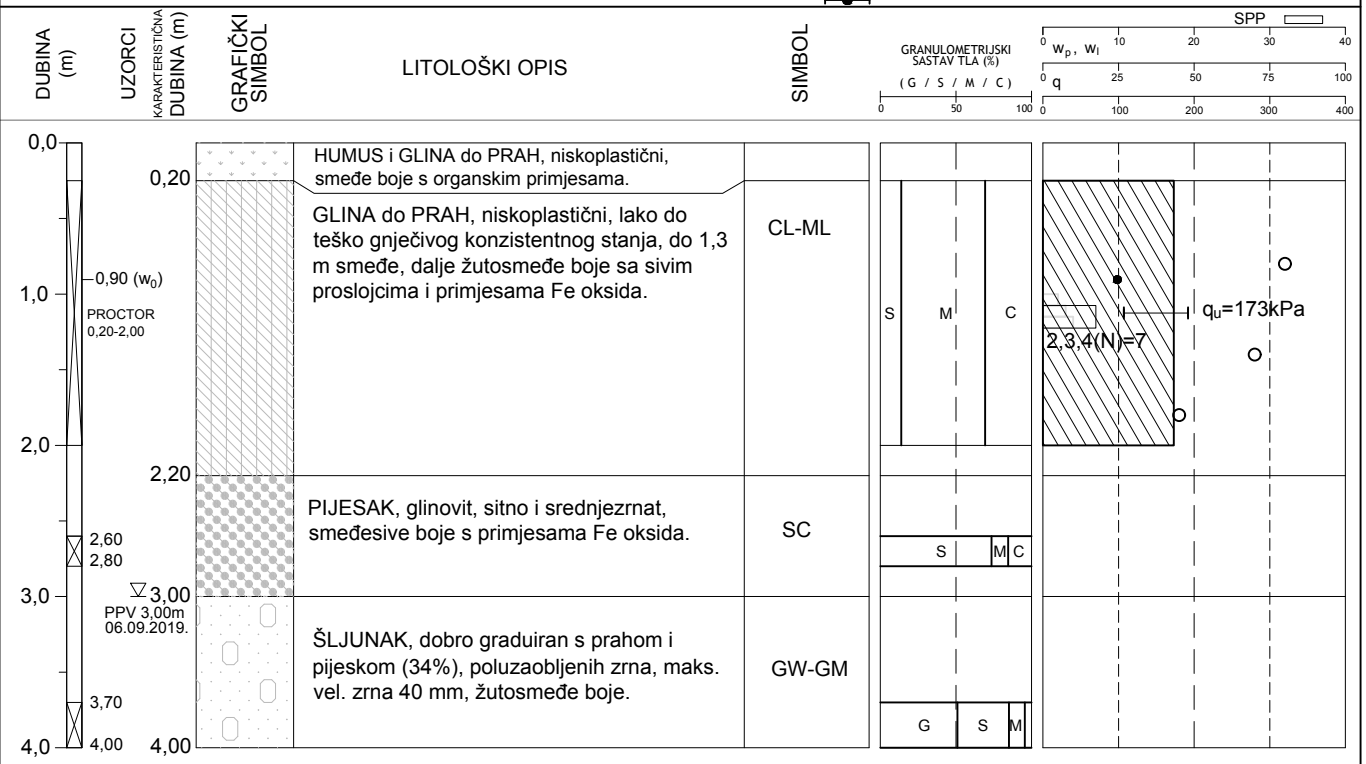 DUBINA
(m)
UZORCI
KARAKTERISTIČNA
DUBINA (m)
GRAFIČKI
SIMBOL
LITOLOŠKI OPIS
SIMBOL
GRANULOMETRIJSKI
SASTAV TLA (%)
( G / S / M / C )
0 50 100
SPP
0 10 20 30 40
wp , wl
0 25 50 75 100
q
0 100 200 300 400
0,0
0,20
HUMUS i GLINA do PRAH, niskoplastični,
smeđe boje s organskim primjesama.
GLINA do PRAH, niskoplastični, lako do
teško gnječivog konzistentnog stanja, do 1,3
m smeđe, dalje žutosmeđe boje sa sivim
proslojcima i primjesama Fe oksida.
CL-ML
0,90 (w0)
1,0
PROCTOR
0,20-2,00
S M C
qu=173kPa
2,3,4(N)=7
2,0
2,20
PIJESAK, glinovit, sitno i srednjezrnat,
smeđesive boje s primjesama Fe oksida.
SC
2,60
2,80
S M C
3,0
3,00
PPV 3,00m
06.09.2019.
ŠLJUNAK, dobro graduiran s prahom i
pijeskom (34%), poluzaobljenih zrna, maks.
vel. zrna 40 mm, žutosmeđe boje.
GW-GM
3,70
4,00
G S M
4,0
4,00